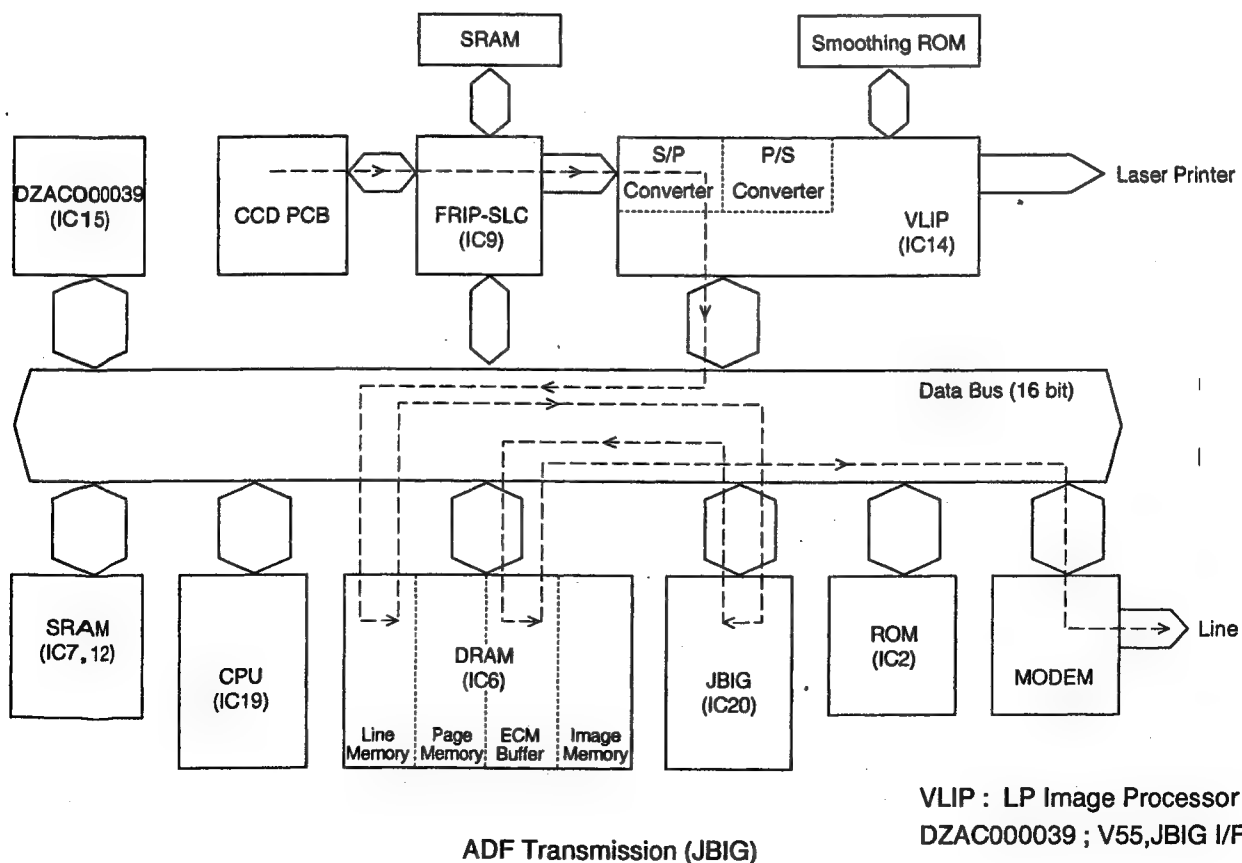 SRAM
Smoothing ROM
DZAC000039
(IC15)
CCD PCB
FRIP-SLC
(IC9)
S/P
Converter
P/S
Converter
VLIP
(IC14)
Laser Printer
Data Bus (16 bit)
SRAM
(IC7, 12)
CPU
(IC19)
DRAM
(IC6)
Line
Memory
Page
Memory
ECM
Buffer
Image
Memory
JBIG
(IC20)
ROM
(IC2)
MODEM
Line
VLIP : LP Image Processor
DZAC000039 ; V55,JBIG I/F
ADF Transmission (JBIG)